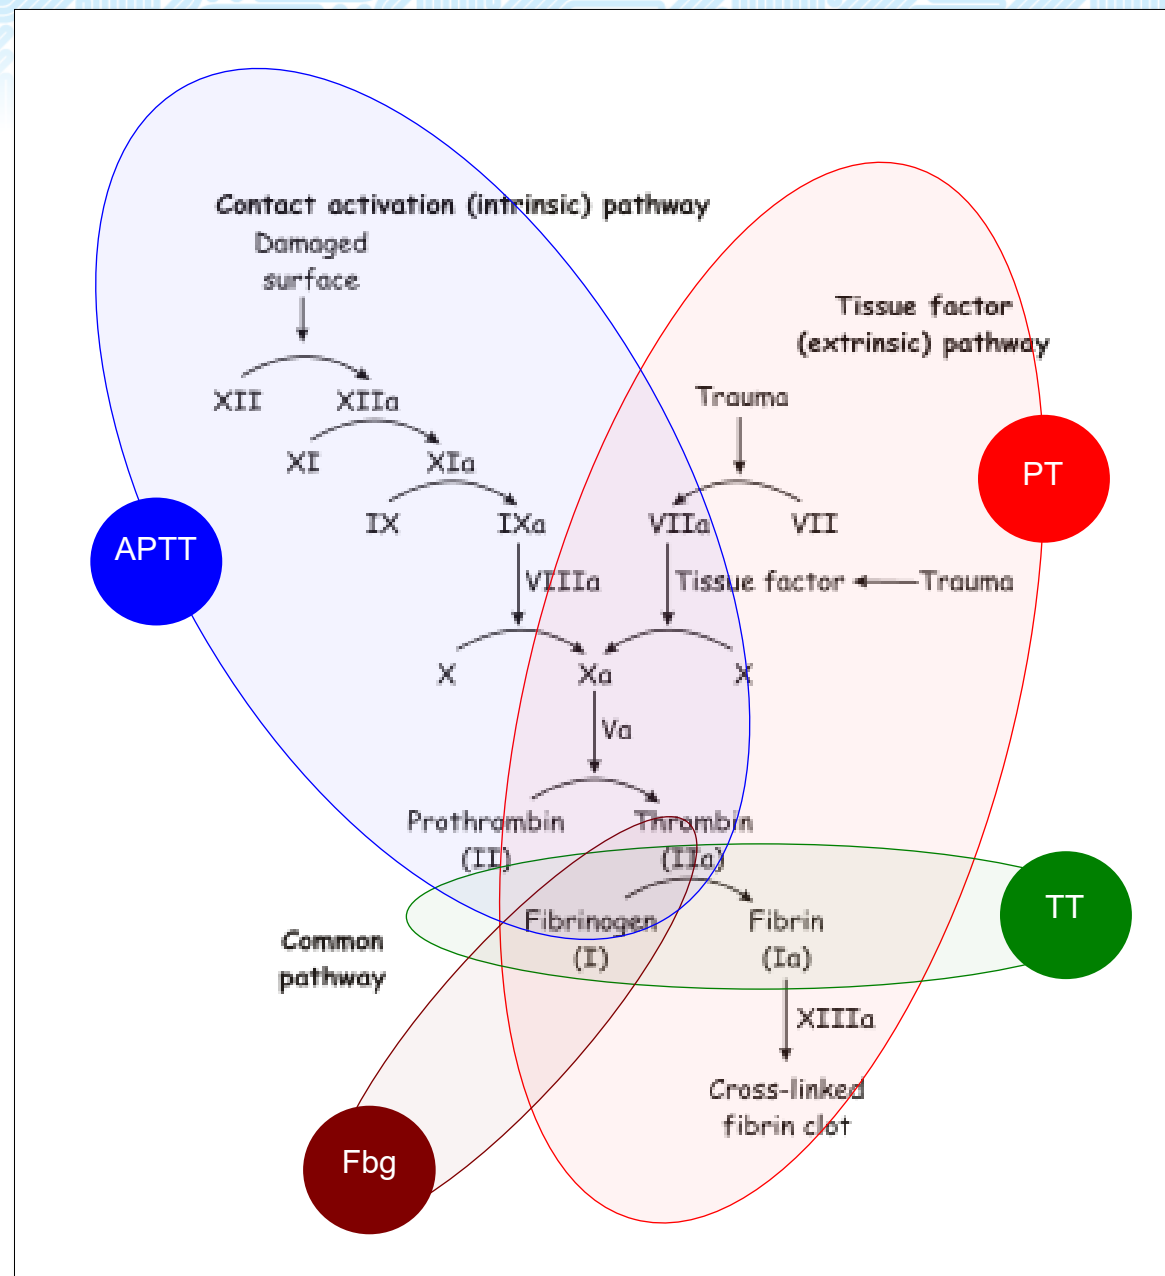 Contact activation (intrinsic) pathway
Damaged
surface
Tissue factor
(extrinsic) pathway
XII XIIa
Trauma
XI XIa
PT
IX IXa VIIa VII
APTT
VIIIa Tissue factor Trauma
X Xa X
Va
Prothrombin Thrombin
(II) (IIa)
TT
Fibrinogen Fibrin
(I) (Ia)
Common
pathway
XIIIa
Cross-linked
fibrin clot
Fbg